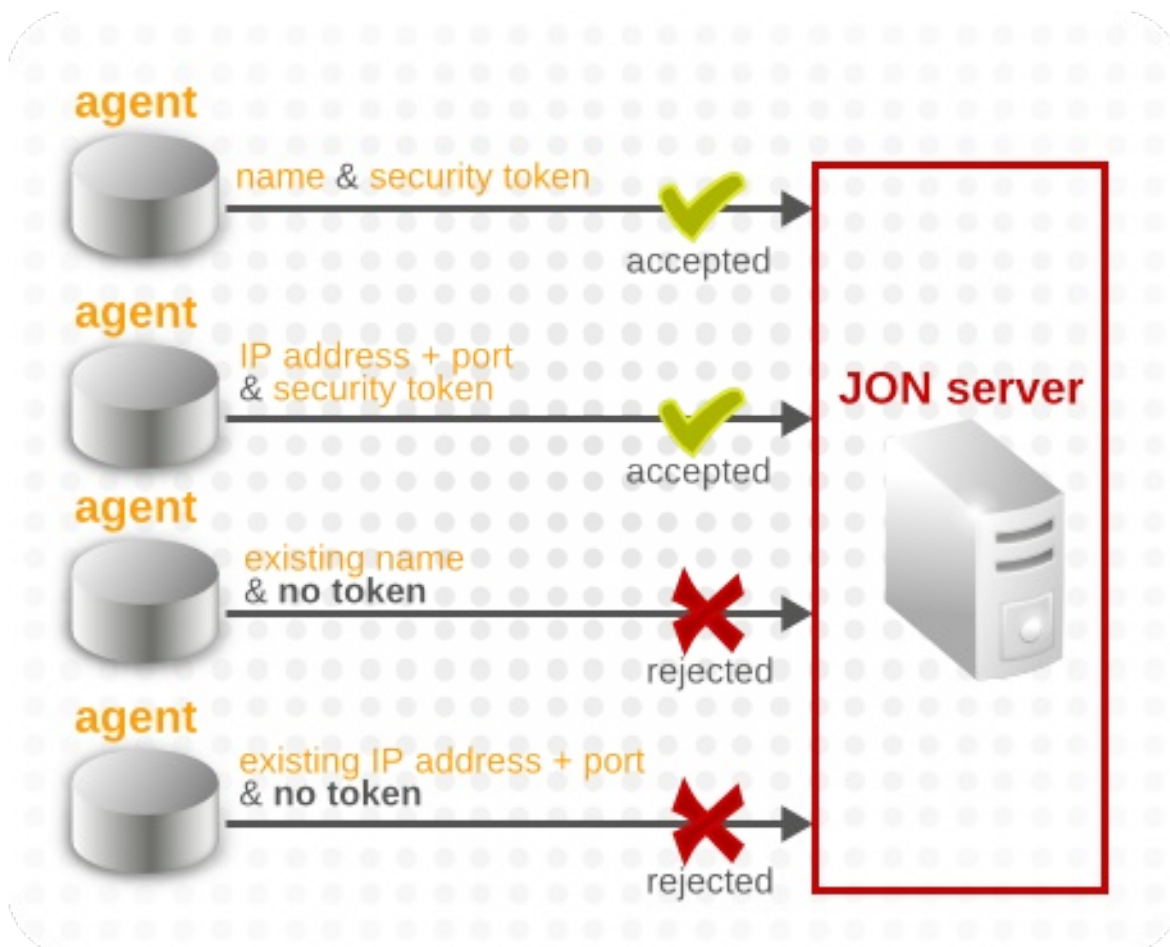 agent
name & security token
accepted
agent
IP address + port
& security token
accepted
JON server
agent
existing name
& no token
rejected
agent
existing IP address + port
& no token
rejected